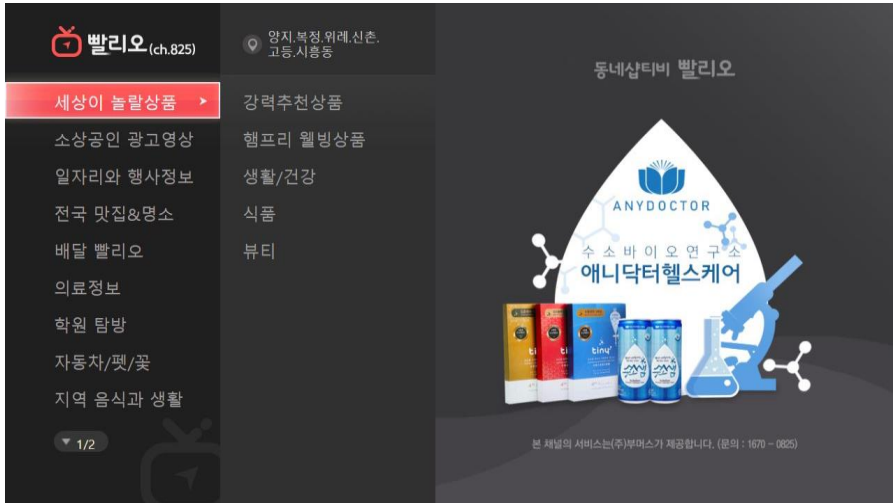 빨리오(ch.825)
양지.복정.위례.신촌.
고등.시흥동
세상이 놀랄상품
소상공인 광고영상
일자리와 행사정보
전국 맛집&명소
배달 빨리오
의료정보
학원 탐방
자동차/펫/꽃
지역 음식과 생활
1/2
강력추천상품
햄프리 웰빙상품
생활/건강
식품
뷰티
동네샵티비 빨리오
ANYDOCTOR
수소바이오연구소
애니닥터헬스케어
tiny
수소샘 수소샘
본 채널의 서비스는(주)부머스가 제공합니다. (문의 : 1670 - 0825)